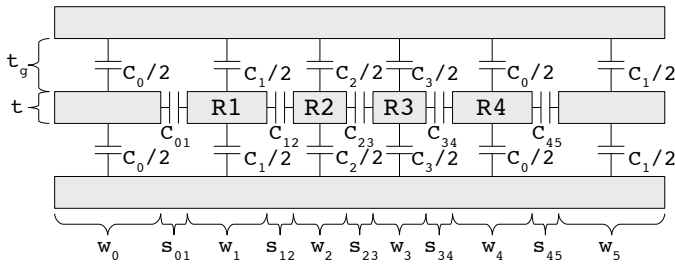 t_g
C_0/2 C_1/2 C_2/2 C_3/2 C_0/2 C_1/2
t
R1 R2 R3 R4
C_01 C_12 C_23 C_34 C_45
C_0/2 C_1/2 C_2/2 C_3/2 C_0/2 C_1/2
w_0 s_01 w_1 s_12 w_2 s_23 w_3 s_34 w_4 s_45 w_5